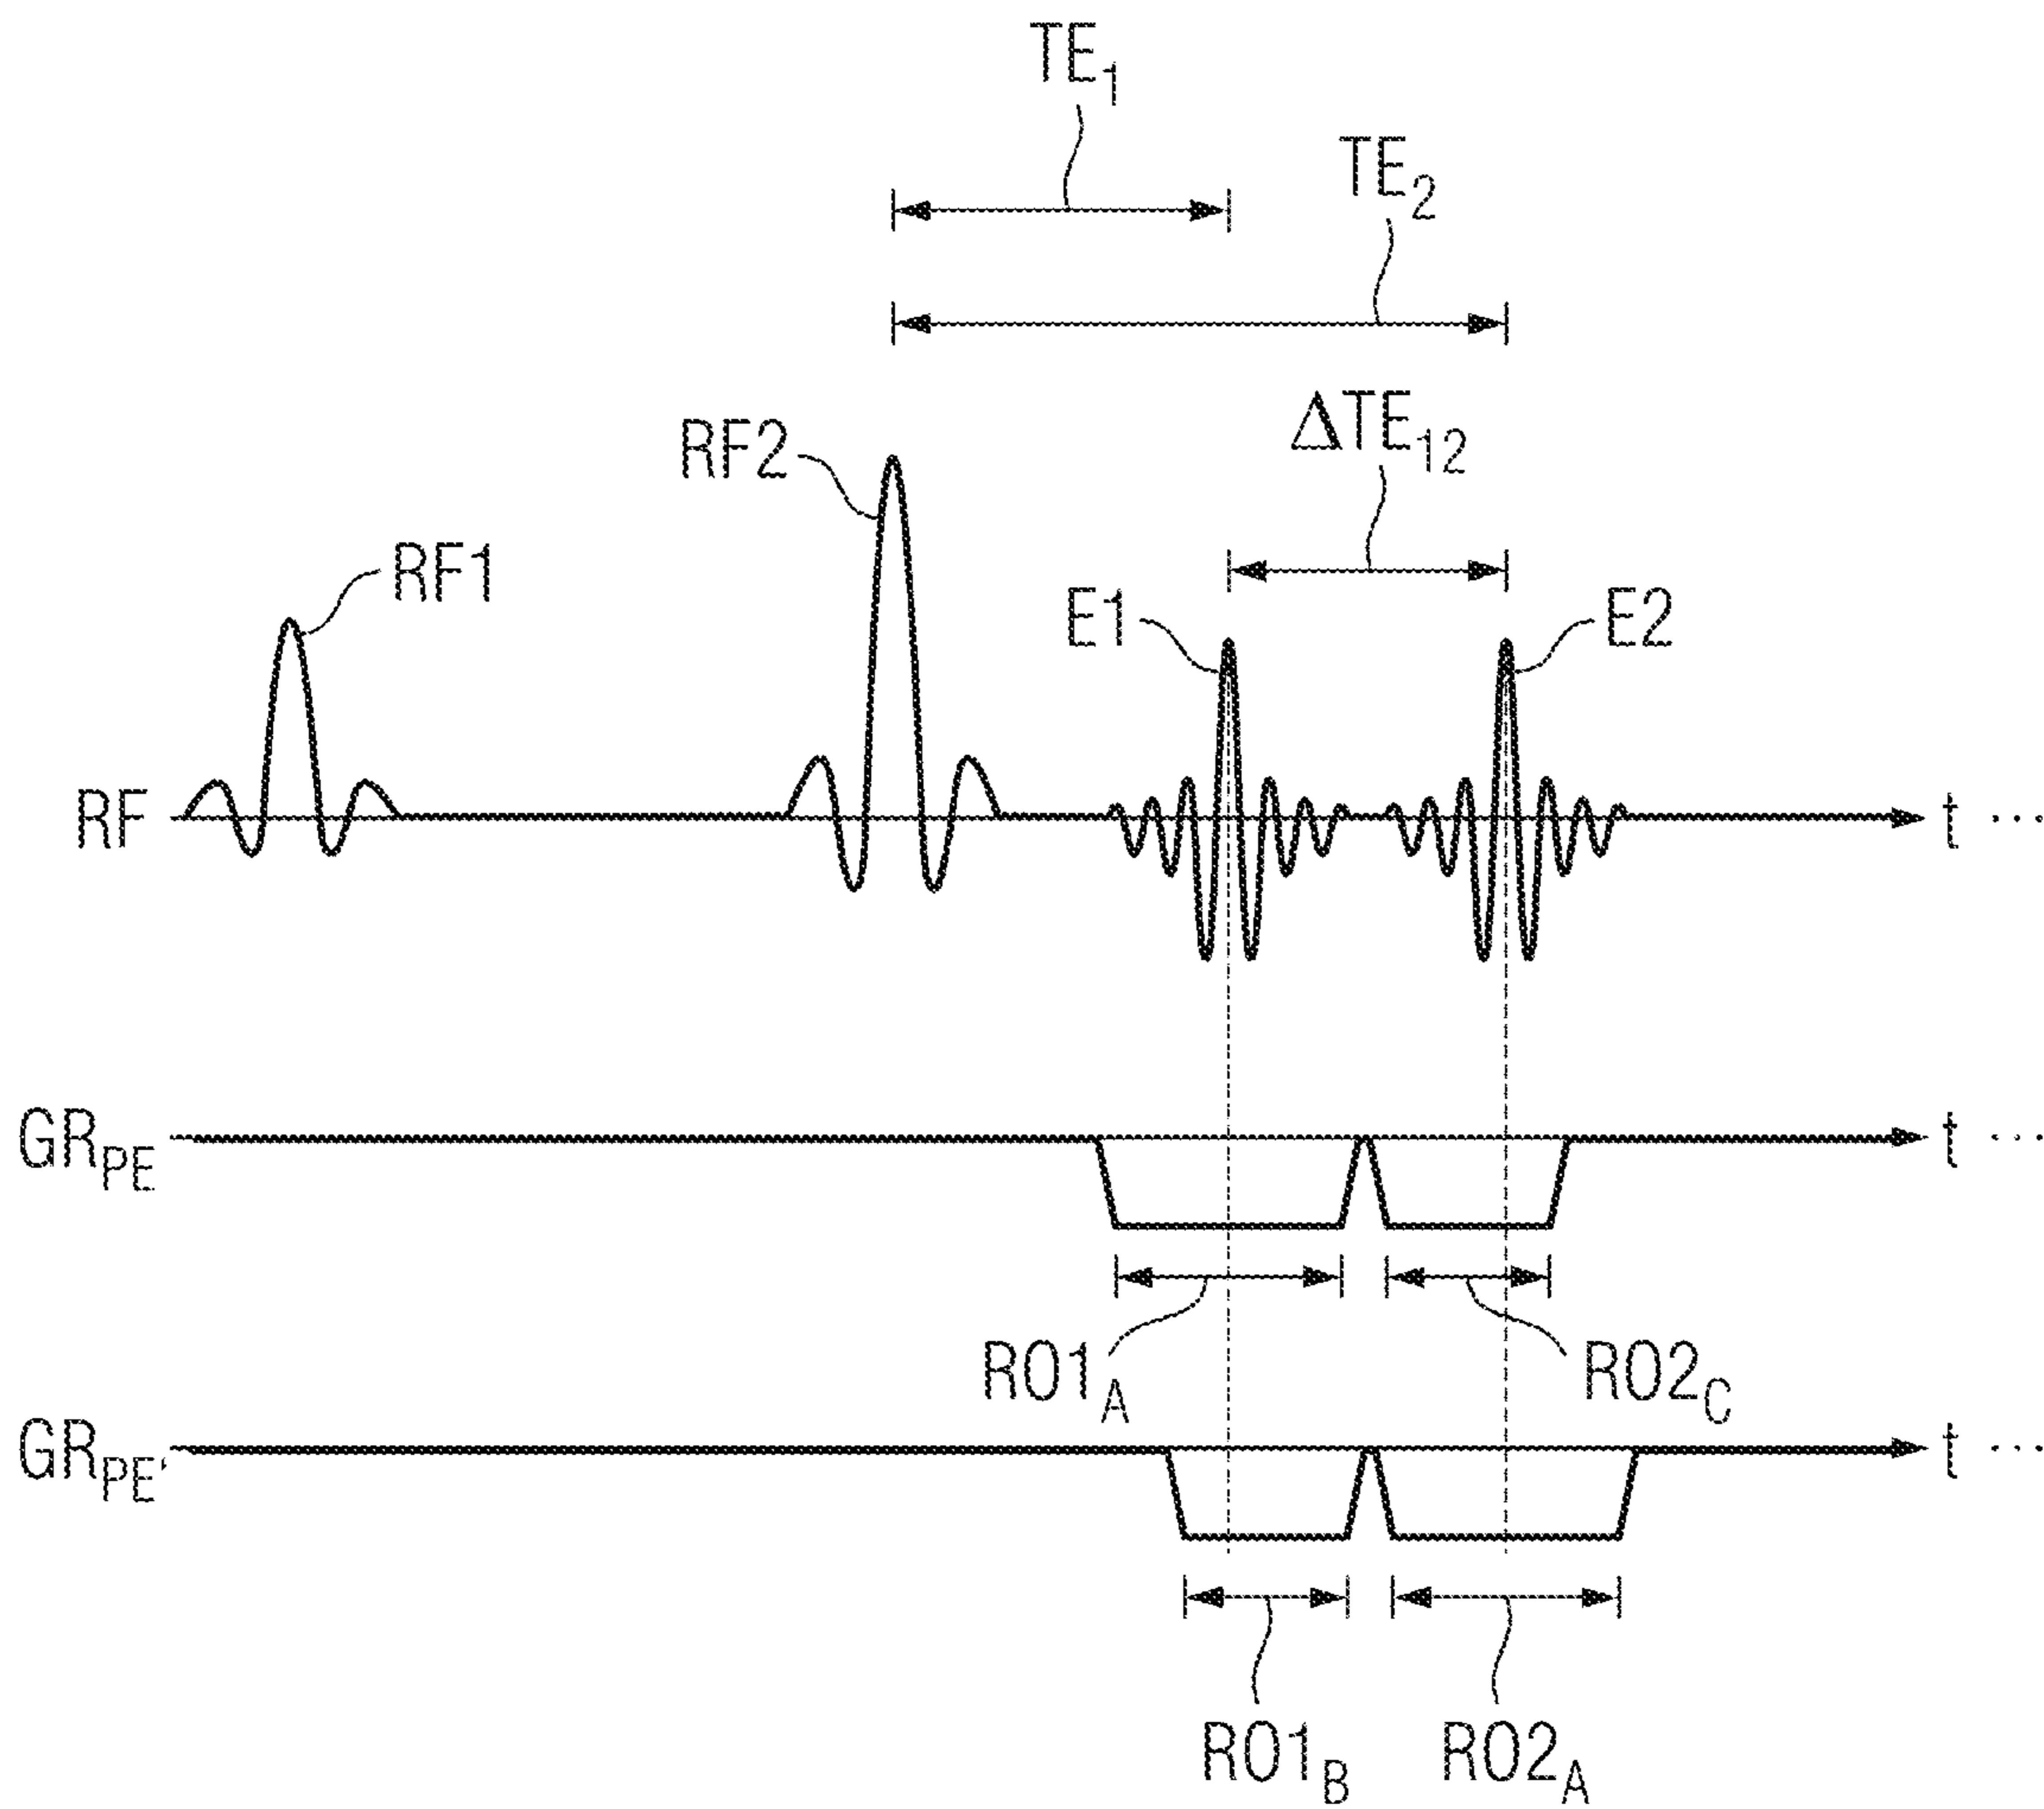 TE1
TE2
ΔTE12
RF2
RF1
E1
E2
RF
t ...
GRPE
t ...
RO1A
RO2C
GRPE'
t ...
RO1B
RO2A